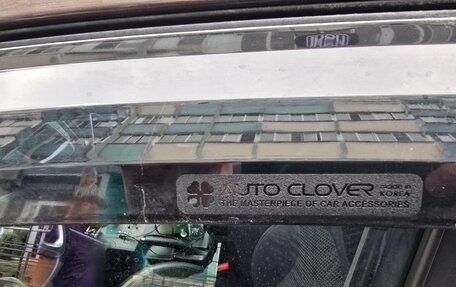 AUTO CLOVER made in
KOREA
THE MASTERPIECE OF CAR ACCESSORIES